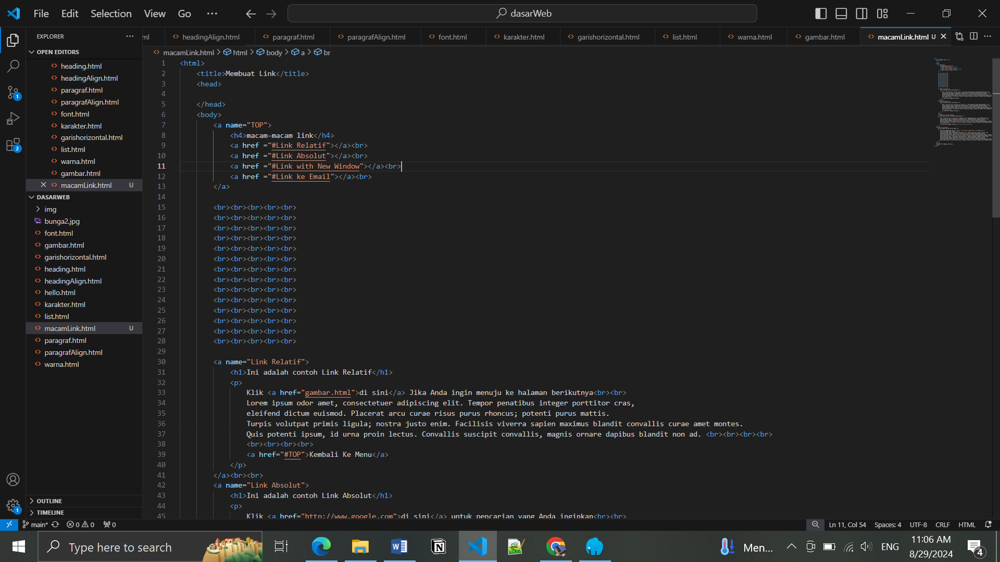 File Edit Selection View Go ··· dasarWeb
EXPLORER ···
OPEN EDITORS
heading.html
headingAlign.html
paragraf.html
paragrafAlign.html
font.html
karakter.html
garishorizontal.html
list.html
warna.html
gambar.html
macamLink.html U
DASARWEB
img
bunga2.jpg
font.html
gambar.html
garishorizontal.html
heading.html
headingAlign.html
hello.html
karakter.html
list.html
macamLink.html U
paragraf.html
paragrafAlign.html
warna.html
OUTLINE
TIMELINE
ml headingAlign.html paragraf.html paragrafAlign.html font.html karakter.html garishorizontal.html list.html warna.html gambar.html macamLink.html U ···
macamLink.html > html > body > a > br
1 <html>
2 <title>Membuat Link</title>
3 <head>
4
5 </head>
6 <body>
7 <a name="TOP">
8 <h4>macam-macam link</h4>
9 <a href ="#Link Relatif"></a><br>
10 <a href ="#Link Absolut"></a><br>
11 <a href ="#Link with New Window"></a><br>
12 <a href ="#Link ke Email"></a><br>
13 </a>
14
15 <br><br><br><br><br>
16 <br><br><br><br><br>
17 <br><br><br><br><br>
18 <br><br><br><br><br>
19 <br><br><br><br><br>
20 <br><br><br><br><br>
21 <br><br><br><br><br>
22 <br><br><br><br><br>
23 <br><br><br><br><br>
24 <br><br><br><br><br>
25 <br><br><br><br><br>
26 <br><br><br><br><br>
27 <br><br><br><br><br>
28 <br><br><br><br><br>
29
30 <a name="Link Relatif">
31 <h1>Ini adalah contoh Link Relatif</h1>
32 <p>
33 Klik <a href="gambar.html">di sini</a> Jika Anda ingin menuju ke halaman berikutnya<br><br>
34 Lorem ipsum odor amet, consectetuer adipiscing elit. Tempor penatibus integer porttitor cras,
35 eleifend dictum euismod. Placerat arcu curae risus purus rhoncus; potenti purus mattis.
36 Turpis volutpat primis ligula; nostra justo enim. Facilisis viverra sapien maximus blandit convallis curae amet montes.
37 Quis potenti ipsum, id urna proin lectus. Convallis suscipit convallis, magnis ornare dapibus blandit non ad. <br><br><br><br>
38 <br><br><br><br>
39 <a href="#TOP">Kembali Ke Menu</a>
40 </p>
41 </a><br><br>
42 <a name="Link Absolut">
43 <h1>Ini adalah contoh Link Absolut</h1>
44 <p>
45 Klik <a href="http://www.google.com">di sini</a> untuk pencarian yang Anda inginkan<br><br>
1
2
1
main* 0 0 0 Ln 11, Col 54 Spaces: 4 UTF-8 CRLF HTML
Type here to search Men... ENG 11:06 AM
8/29/2024 4